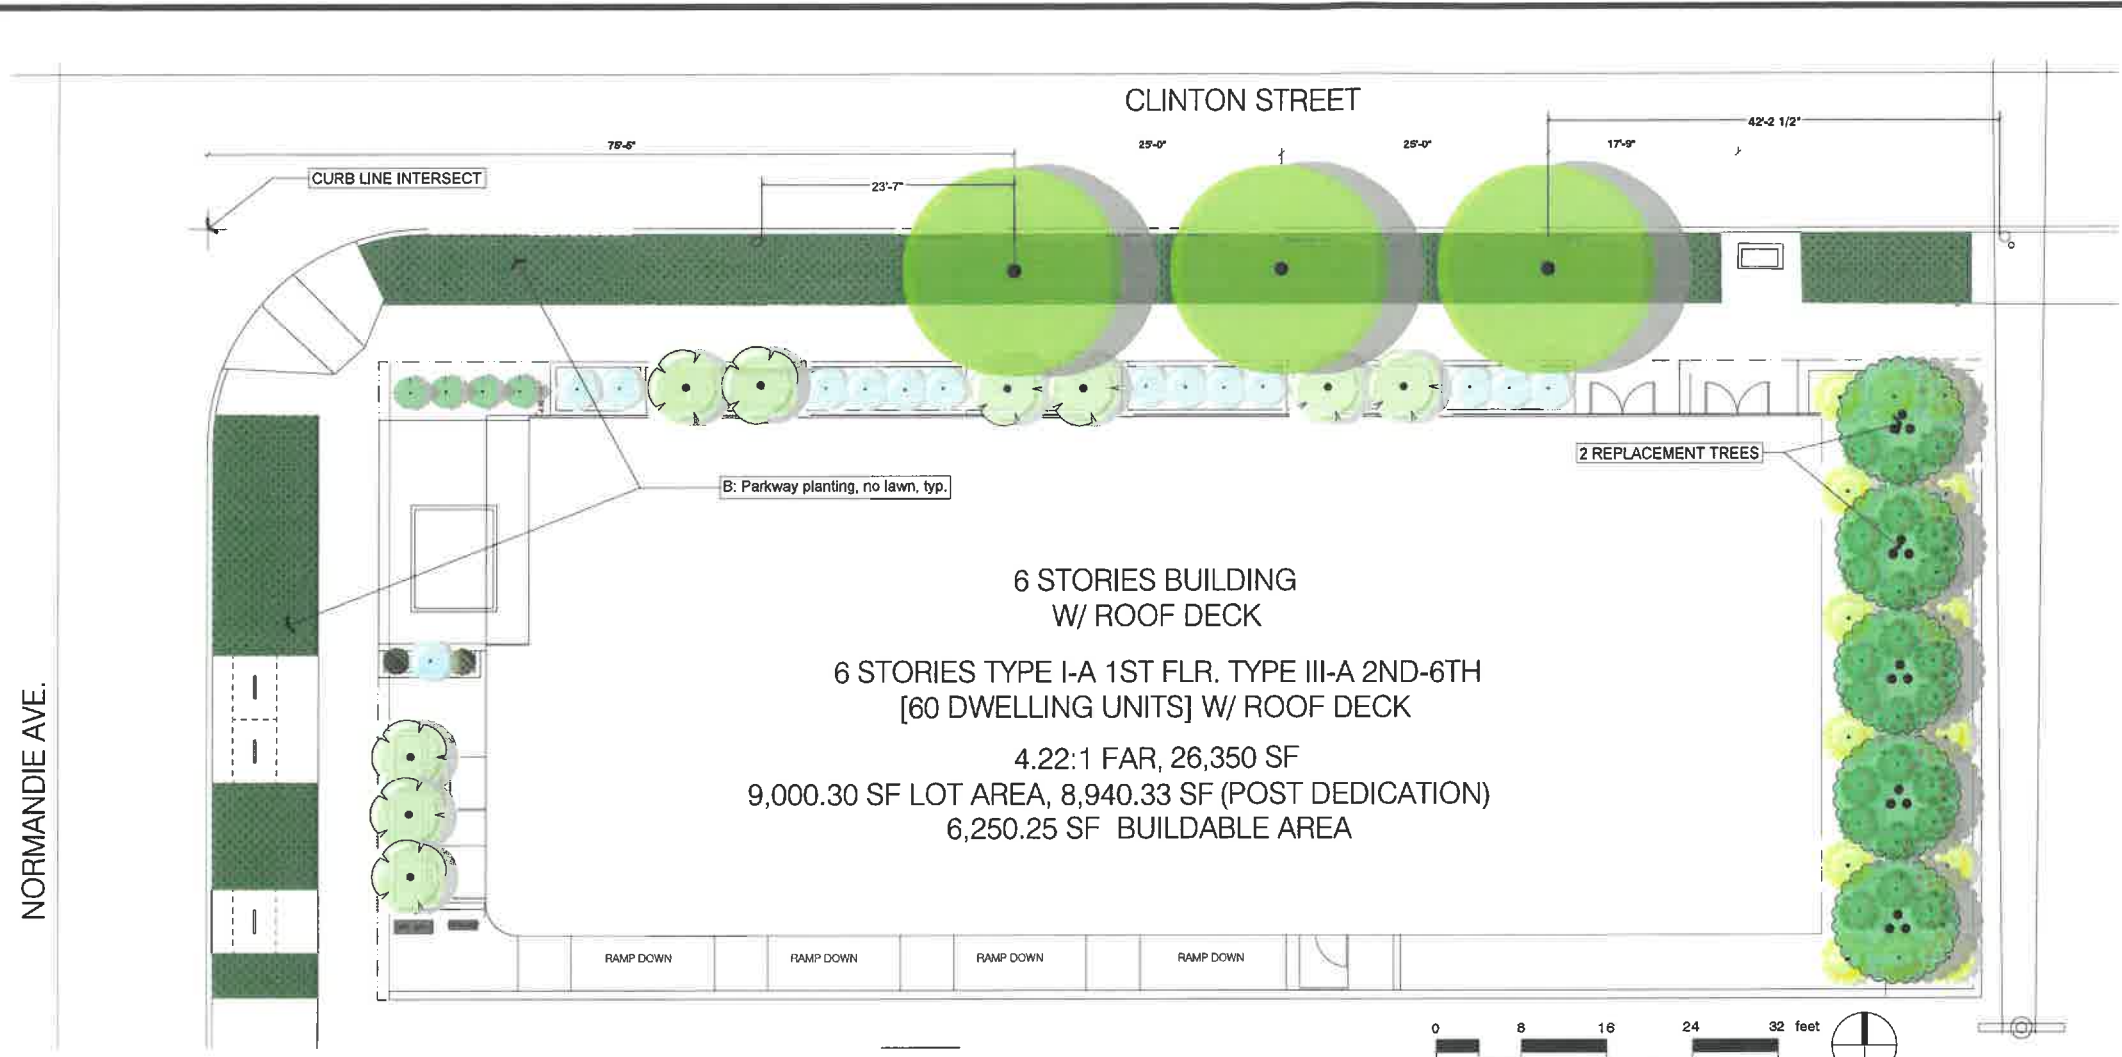 CLINTON STREET
42'-2 1/2"
25'-0"
25'-0"
17'-9"
CURB LINE INTERSECT
23'-7"
2 REPLACEMENT TREES
B: Parkway planting, no lawn, typ.
6 STORIES BUILDING
W/ ROOF DECK
6 STORIES TYPE I-A 1ST FLR. TYPE III-A 2ND-6TH
[60 DWELLING UNITS] W/ ROOF DECK
4.22:1 FAR, 26,350 SF
9,000.30 SF LOT AREA, 8,940.33 SF (POST DEDICATION)
6,250.25 SF BUILDABLE AREA
NORMANDIE AVE.
RAMP DOWN
RAMP DOWN
RAMP DOWN
RAMP DOWN
0 8 16 24 32 feet